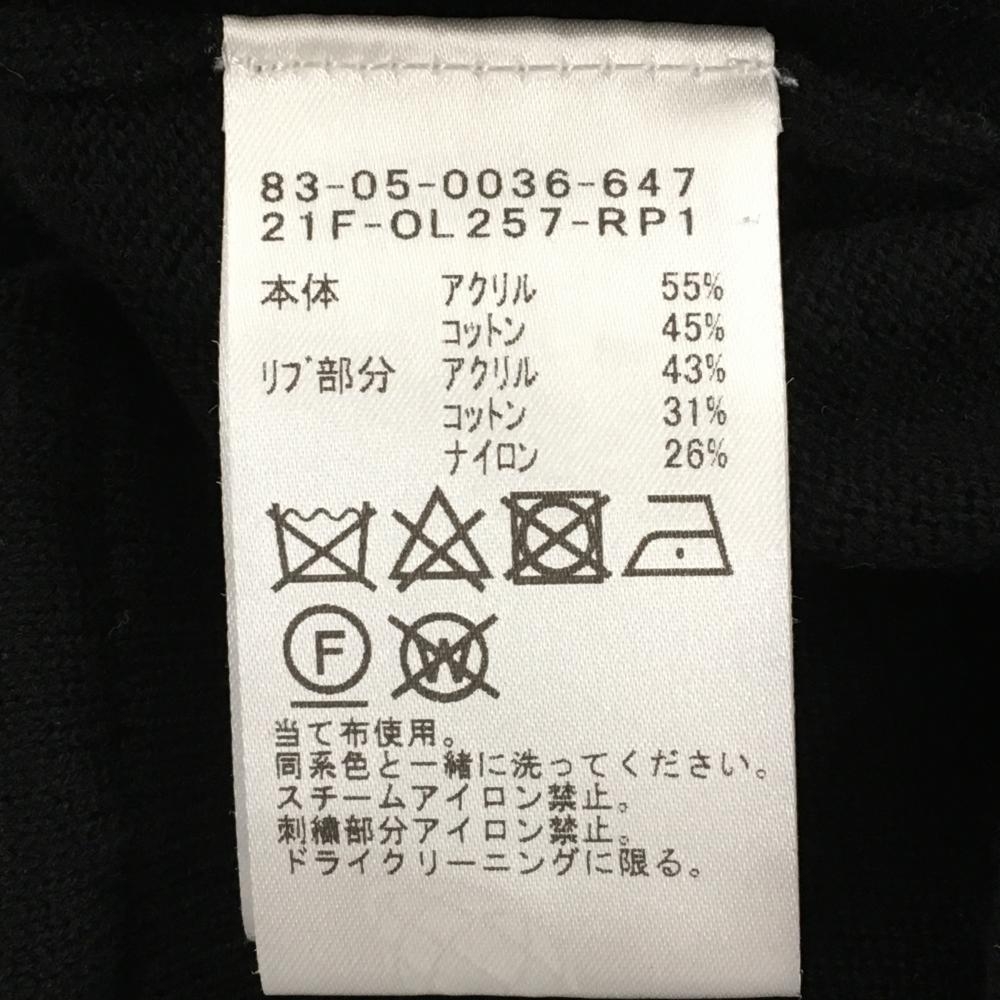 83-05-0036-647
21F-OL257-RP1
本体 アクリル 55%
コットン 45%
リブ部分 アクリル 43%
コットン 31%
ナイロン 26%
F W
当て布使用。
同系色と一緒に洗ってください。
スチームアイロン禁止。
刺繍部分アイロン禁止。
ドライクリーニングに限る。